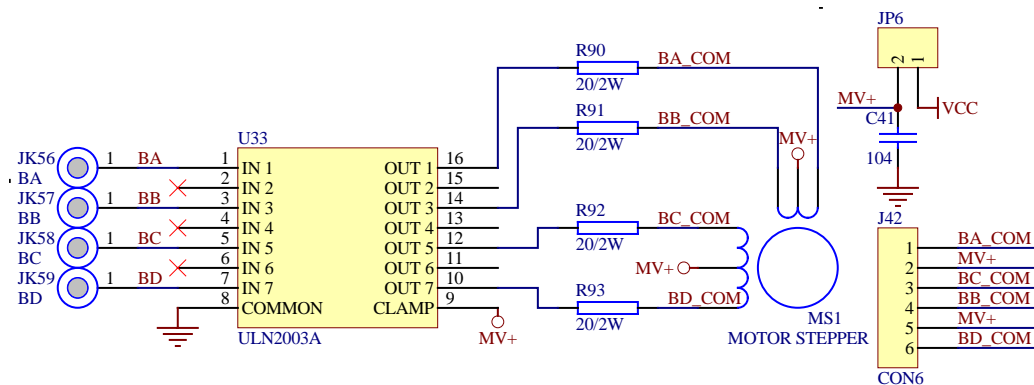 JP6
2 1
MV+
VCC
C41
104
R90
BA_COM
20/2W
R91
BB_COM
20/2W
MV+
U33
JK56 1 BA 1 IN 1 OUT 1 16
BA 2 IN 2 OUT 2 15
JK57 1 BB 3 IN 3 OUT 3 14
BB 4 IN 4 OUT 4 13
JK58 1 BC 5 IN 5 OUT 5 12
BC 6 IN 6 OUT 6 11
JK59 1 BD 7 IN 7 OUT 7 10
BD 8 COMMON CLAMP 9
ULN2003A
MV+
R92
BC_COM
20/2W
MV+
R93
BD_COM
20/2W
MS1
MOTOR STEPPER
J42
1 BA_COM
2 MV+
3 BC_COM
4 BB_COM
5 MV+
6 BD_COM
CON6